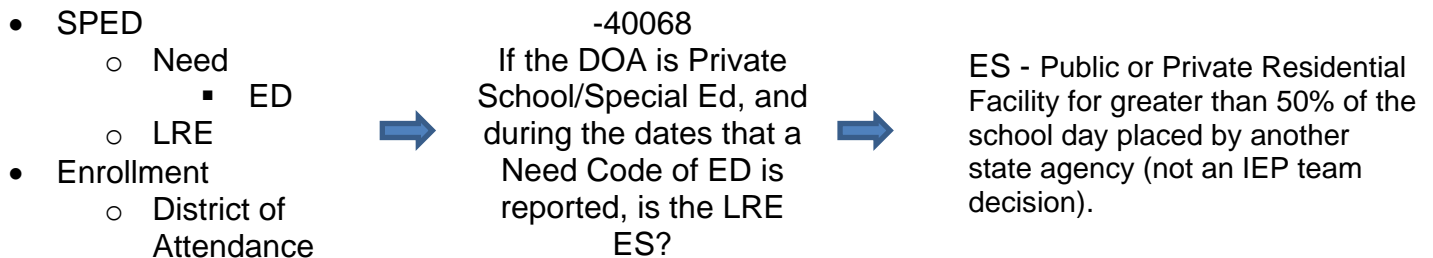 • SPED
o Need
▪ ED
o LRE
• Enrollment
o District of
Attendance
-40068
If the DOA is Private
School/Special Ed, and
during the dates that a
Need Code of ED is
reported, is the LRE
ES?
ES - Public or Private Residential
Facility for greater than 50% of the
school day placed by another
state agency (not an IEP team
decision).